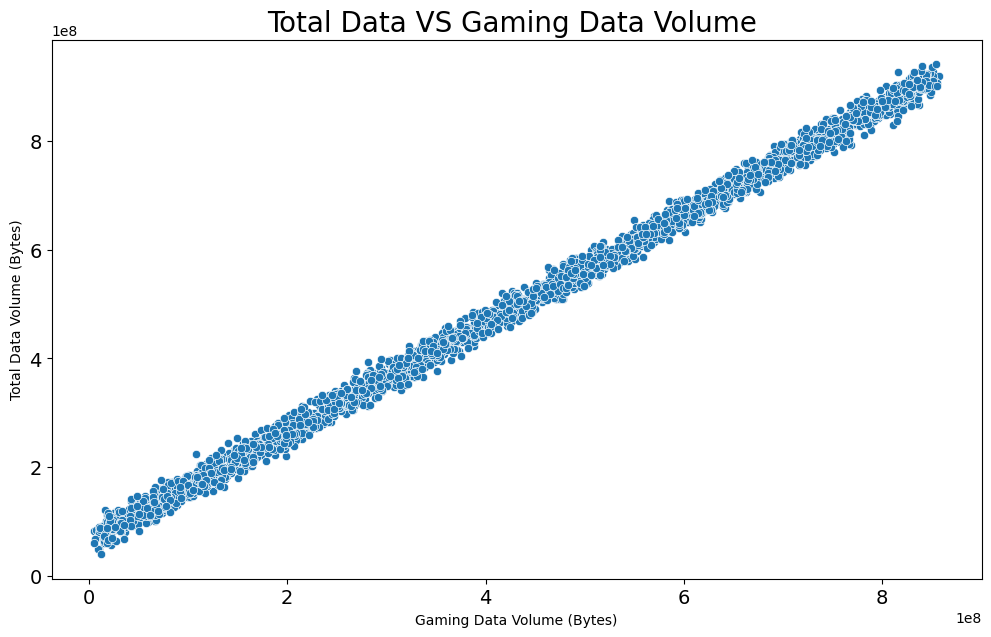 Total Data VS Gaming Data Volume
1e8
Total Data Volume (Bytes)
8
6
4
2
0
0 2 4 6 8
1e8
Gaming Data Volume (Bytes)